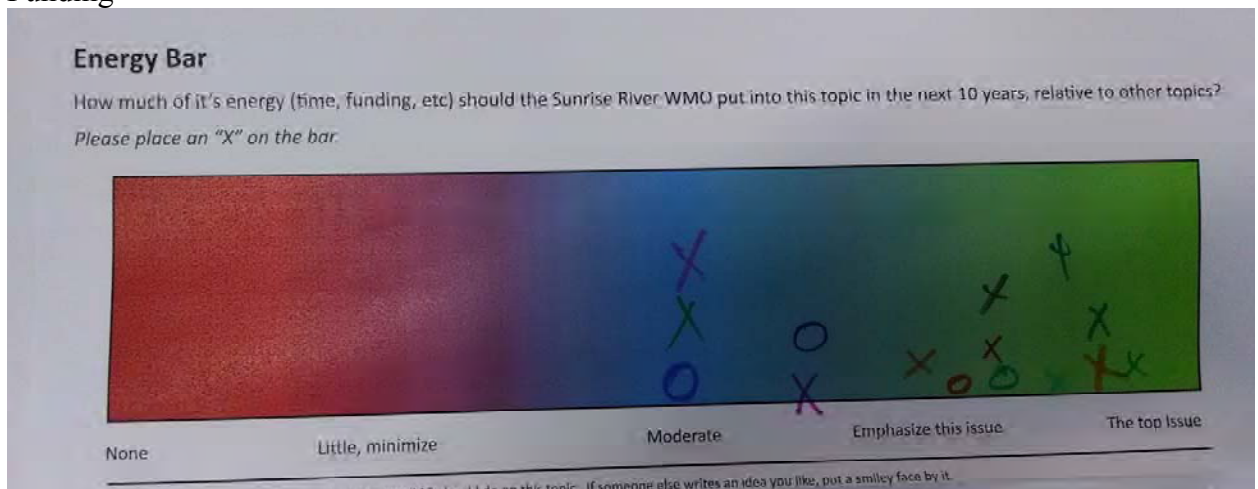 Energy Bar
How much of it's energy (time, funding, etc) should the Sunrise River WMO put into this topic in the next 10 years, relative to other topics?
Please place an "X" on the bar.
X
X
X
X
O
X
X X
O X X O O X
None Little, minimize Moderate Emphasize this issue The top Issue
on this topic. If someone else writes an idea you like, put a smiley face by it.